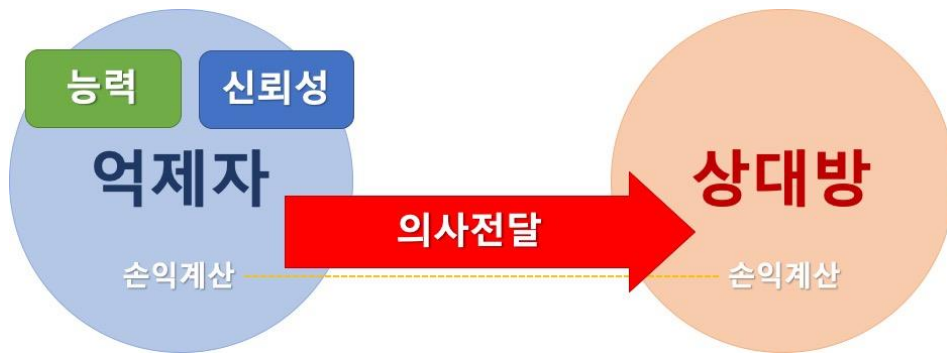 능력
신뢰성
억제자
상대방
의사전달
손익계산
손익계산